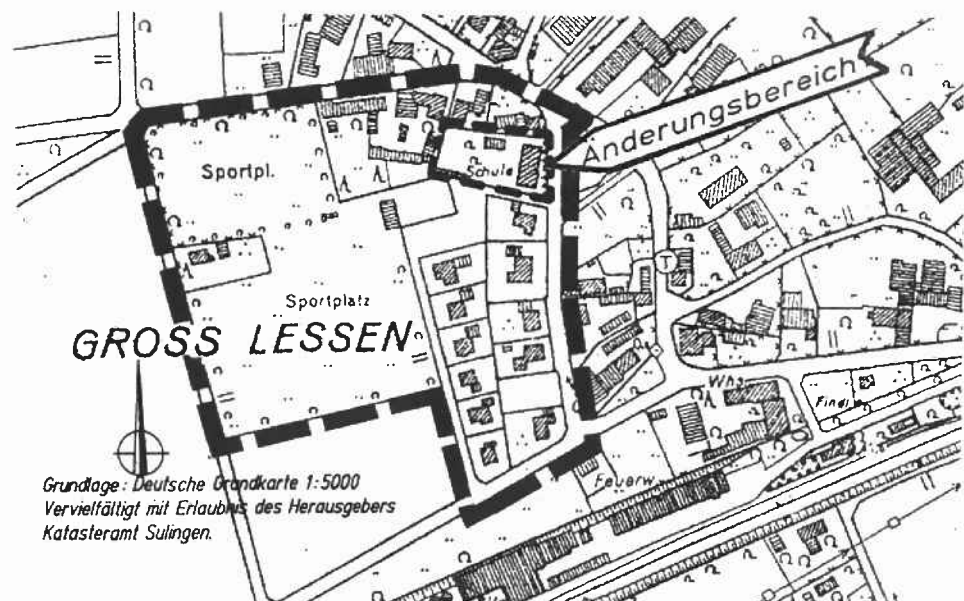 Änderungsbereich
Sportpl.
Schule
T
Sportplatz
GROSS LESSEN
Whs
Findl
Feuerw.
Grundlage: Deutsche Grundkarte 1:5000
Vervielfältigt mit Erlaubnis des Herausgebers
Katasteramt Sulingen.